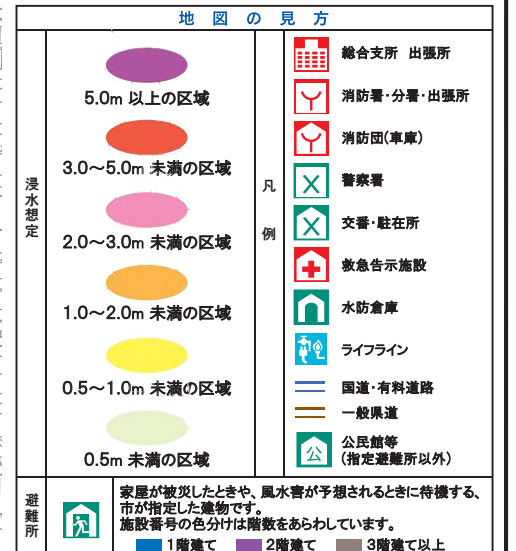 地図の見方
浸水想定
5.0m 以上の区域
3.0～5.0m 未満の区域
2.0～3.0m 未満の区域
1.0～2.0m 未満の区域
0.5～1.0m 未満の区域
0.5m 未満の区域
凡例
総合支所 出張所
消防署・分署・出張所
消防団(車庫)
警察署
交番・駐在所
救急告示施設
水防倉庫
ライフライン
国道・有料道路
一般県道
公
公民館等
(指定避難所以外)
避難所
家屋が被災したときや、風水害が予想されるときに待機する、
市が指定した建物です。
施設番号の色分けは階数をあらわしています。
1階建て 2階建て 3階建て以上